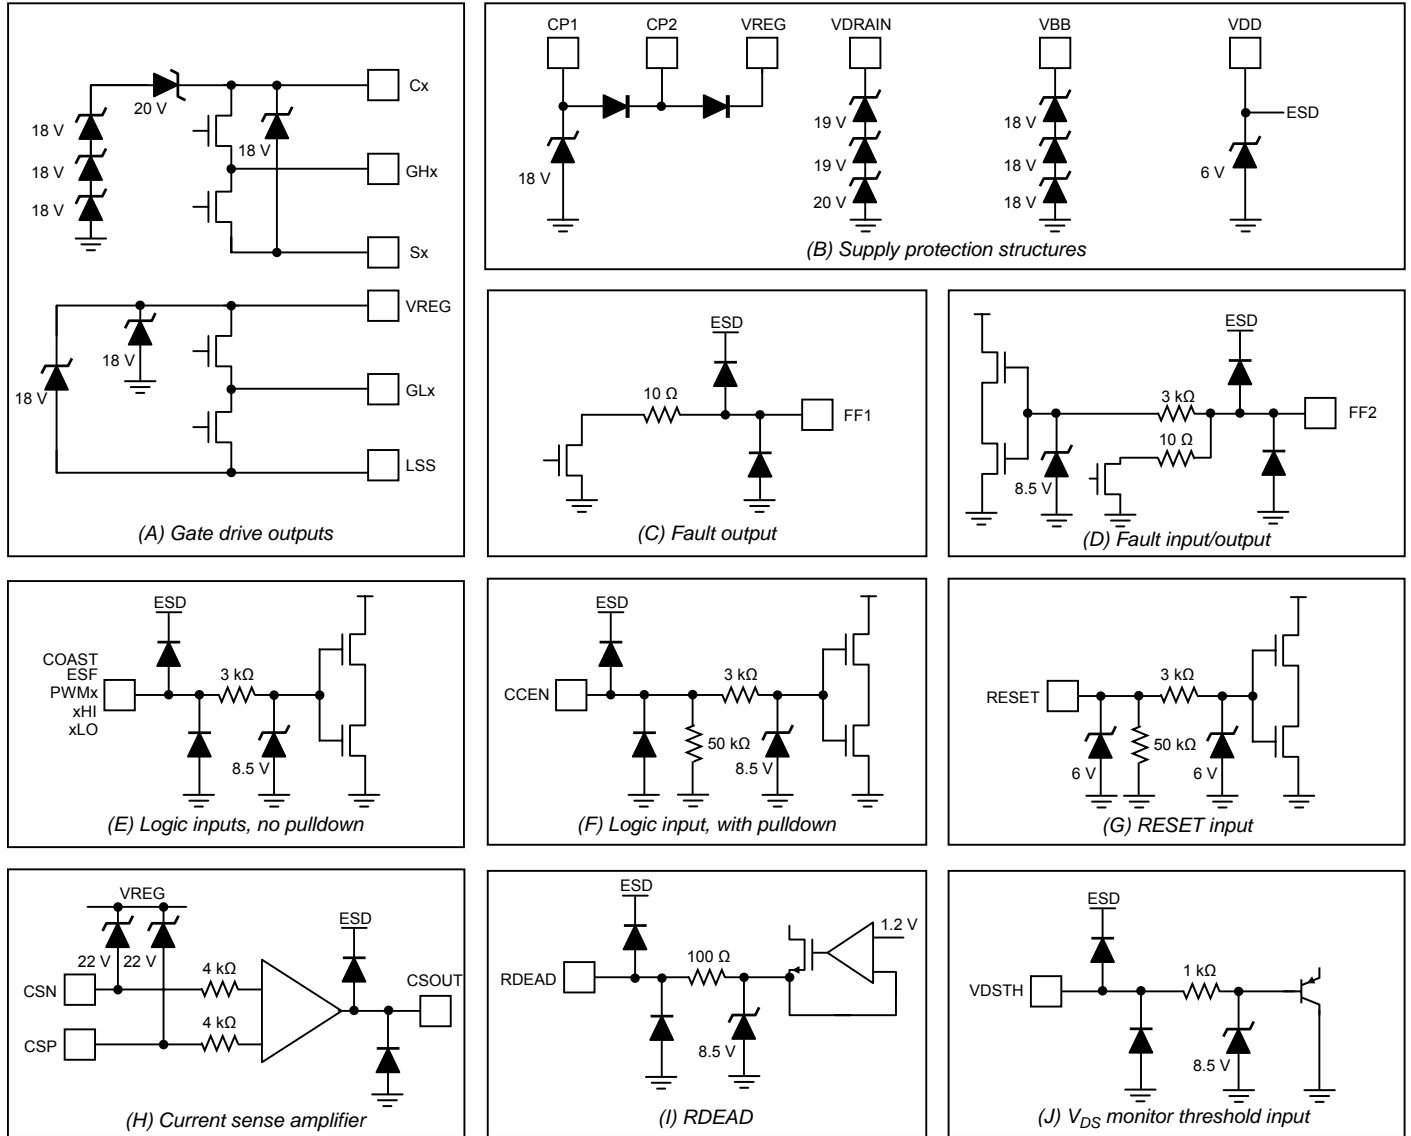 Cx
20 V
18 V
18 V
18 V
18 V
GHx
Sx
VREG
18 V
18 V
GLx
LSS
(A) Gate drive outputs
CP1
CP2
VREG
VDRAIN
VBB
VDD
18 V
19 V
19 V
20 V
18 V
18 V
18 V
ESD
6 V
(B) Supply protection structures
ESD
10 Ω
FF1
(C) Fault output
ESD
3 kΩ
10 Ω
FF2
8.5 V
(D) Fault input/output
ESD
COAST
ESF
PWMx
xHI
xLO
3 kΩ
8.5 V
(E) Logic inputs, no pulldown
ESD
CCEN
3 kΩ
50 kΩ
8.5 V
(F) Logic input, with pulldown
RESET
3 kΩ
50 kΩ
6 V
6 V
(G) RESET input
VREG
22 V
22 V
CSN
CSP
4 kΩ
4 kΩ
ESD
CSOUT
(H) Current sense amplifier
ESD
RDEAD
100 Ω
1.2 V
8.5 V
(I) RDEAD
ESD
VDSTH
1 kΩ
8.5 V
(J) VDS monitor threshold input